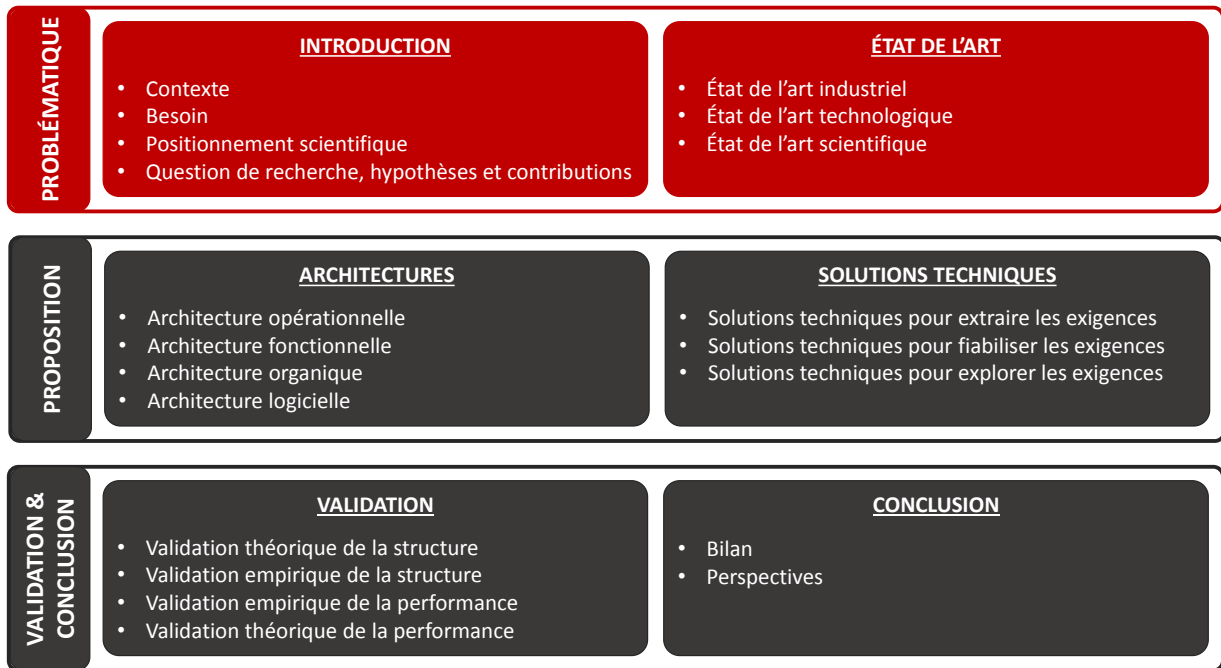 PROBLÉMATIQUE
INTRODUCTION
• Contexte
• Besoin
• Positionnement scientifique
• Question de recherche, hypothèses et contributions
ÉTAT DE L’ART
• État de l’art industriel
• État de l’art technologique
• État de l’art scientifique
PROPOSITION
ARCHITECTURES
• Architecture opérationnelle
• Architecture fonctionnelle
• Architecture organique
• Architecture logicielle
SOLUTIONS TECHNIQUES
• Solutions techniques pour extraire les exigences
• Solutions techniques pour fiabiliser les exigences
• Solutions techniques pour explorer les exigences
VALIDATION &
CONCLUSION
VALIDATION
• Validation théorique de la structure
• Validation empirique de la structure
• Validation empirique de la performance
• Validation théorique de la performance
CONCLUSION
• Bilan
• Perspectives